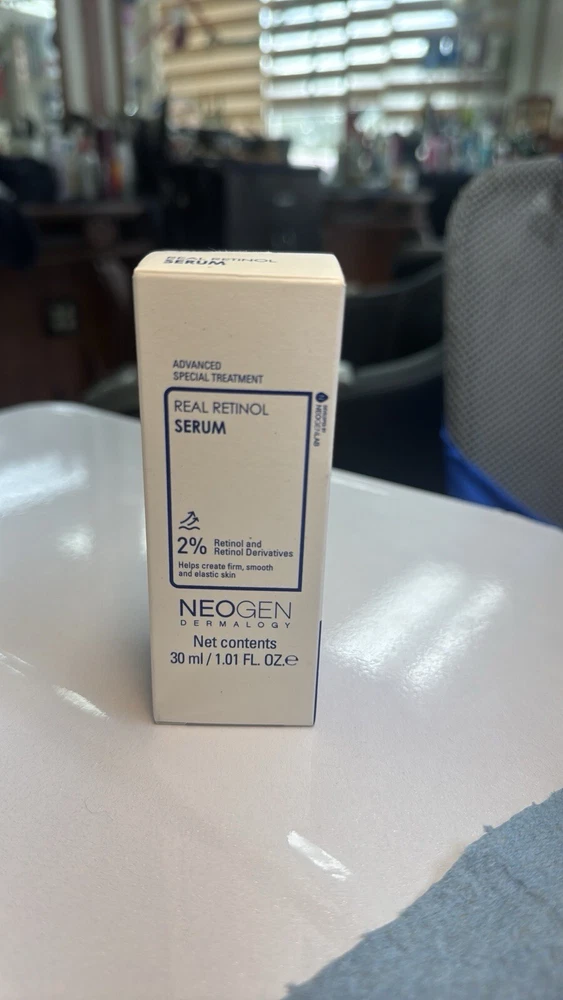 REAL RETINOL
SERUM
ADVANCED
SPECIAL TREATMENT
REAL RETINOL
SERUM
2% Retinol and
Retinol Derivatives
Helps create firm, smooth
and elastic skin
NEOGEN
DERMALOGY
Net contents
30 ml / 1.01 FL. OZ.℮
NEOGENLAB